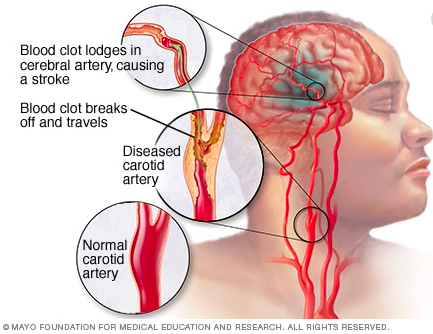 Blood clot lodges in
cerebral artery, causing
a stroke
Blood clot breaks
off and travels
Diseased
carotid
artery
Normal
carotid
artery
© MAYO FOUNDATION FOR MEDICAL EDUCATION AND RESEARCH. ALL RIGHTS RESERVED.